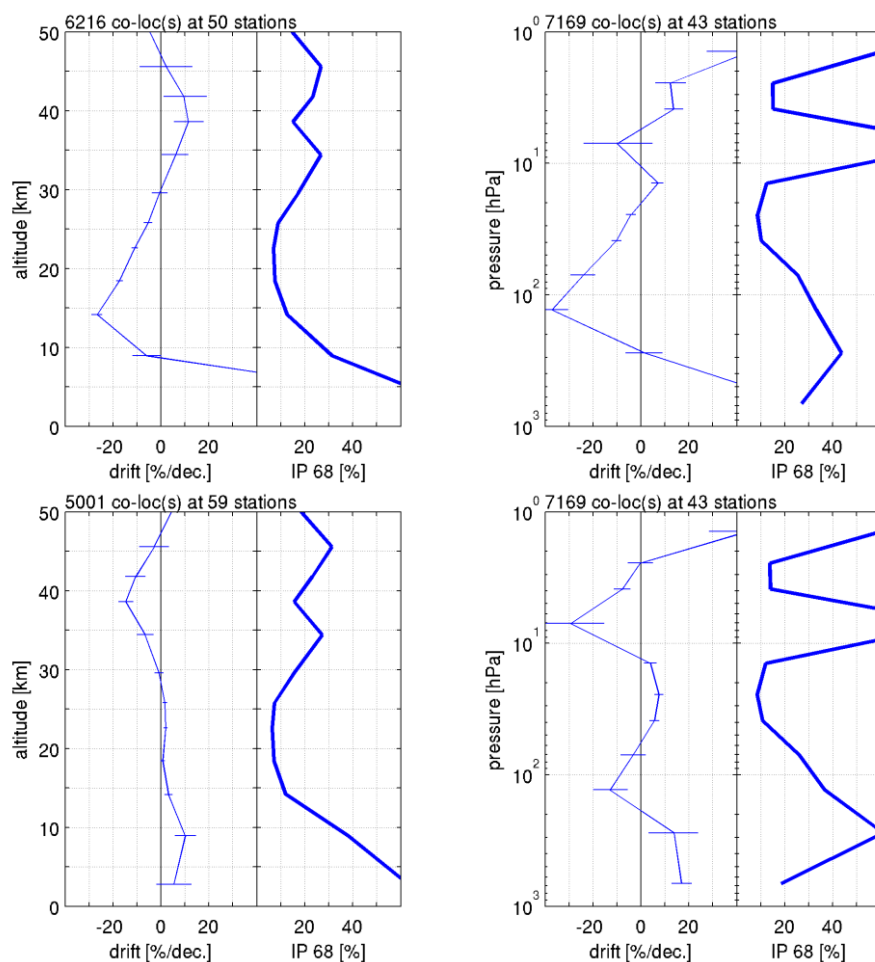 6216 co-loc(s) at 50 stations
50
40
30
20
10
0
altitude [km]
-20 0 20
20 40
drift [%/dec.]
IP 68 [%]
10⁰ 7169 co-loc(s) at 43 stations
10¹
10²
10³
pressure [hPa]
-20 0 20
20 40
drift [%/dec.]
IP 68 [%]
5001 co-loc(s) at 59 stations
50
40
30
20
10
0
altitude [km]
-20 0 20
0 20 40
drift [%/dec.]
IP 68 [%]
10⁰ 7169 co-loc(s) at 43 stations
10¹
10²
10³
pressure [hPa]
-20 0 20
20 40
drift [%/dec.]
IP 68 [%]